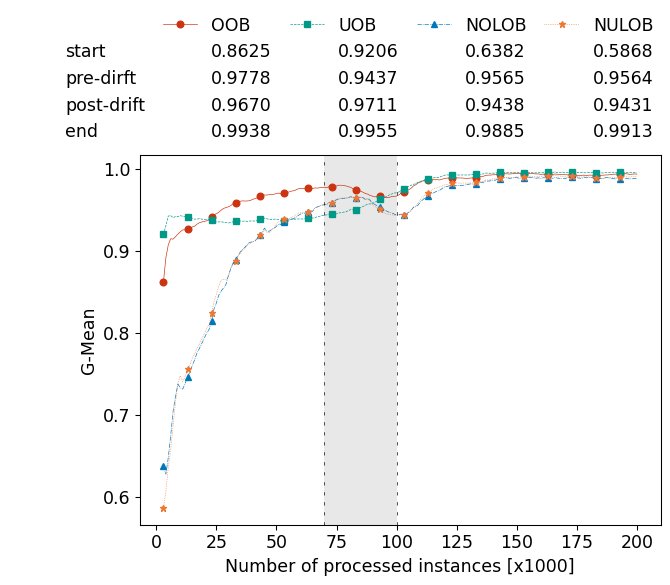 OOB UOB NOLOB NULOB
start 0.8625 0.9206 0.6382 0.5868
pre-dirft 0.9778 0.9437 0.9565 0.9564
post-drift 0.9670 0.9711 0.9438 0.9431
end 0.9938 0.9955 0.9885 0.9913
1.0
0.9
0.8
0.7
0.6
G-Mean
0 25 50 75 100 125 150 175 200
Number of processed instances [x1000]